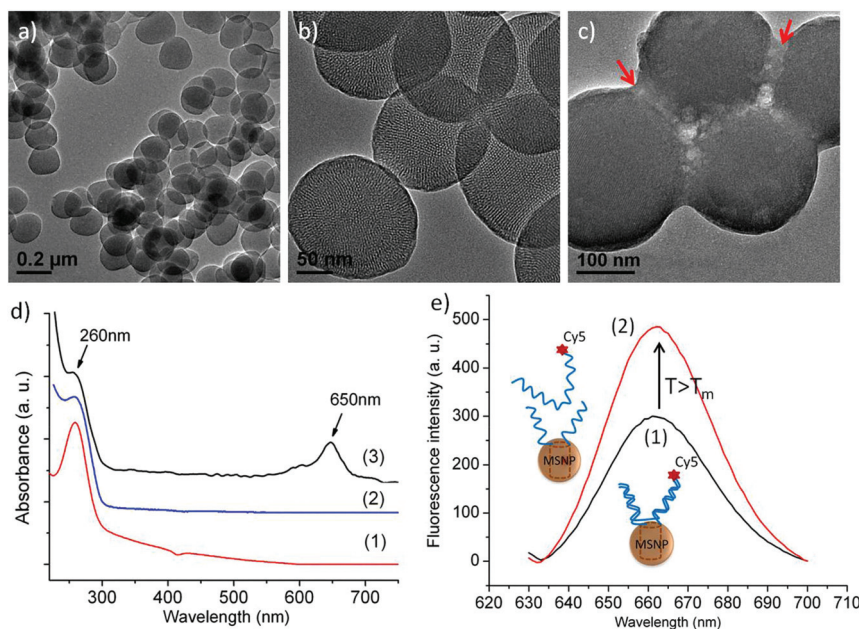 a)
0.2 µm
b)
50 nm
c)
100 nm
d)
260nm
650nm
(3)
(2)
(1)
Absorbance (a. u.)
300 400 500 600 700
Wavelength (nm)
e)
500
400
300
200
100
0
Fluorescence intensity (a. u.)
(2)
Cy5
T>Tm
(1)
MSNP
Cy5
MSNP
620 630 640 650 660 670 680 690 700 710
Wavelength (nm)